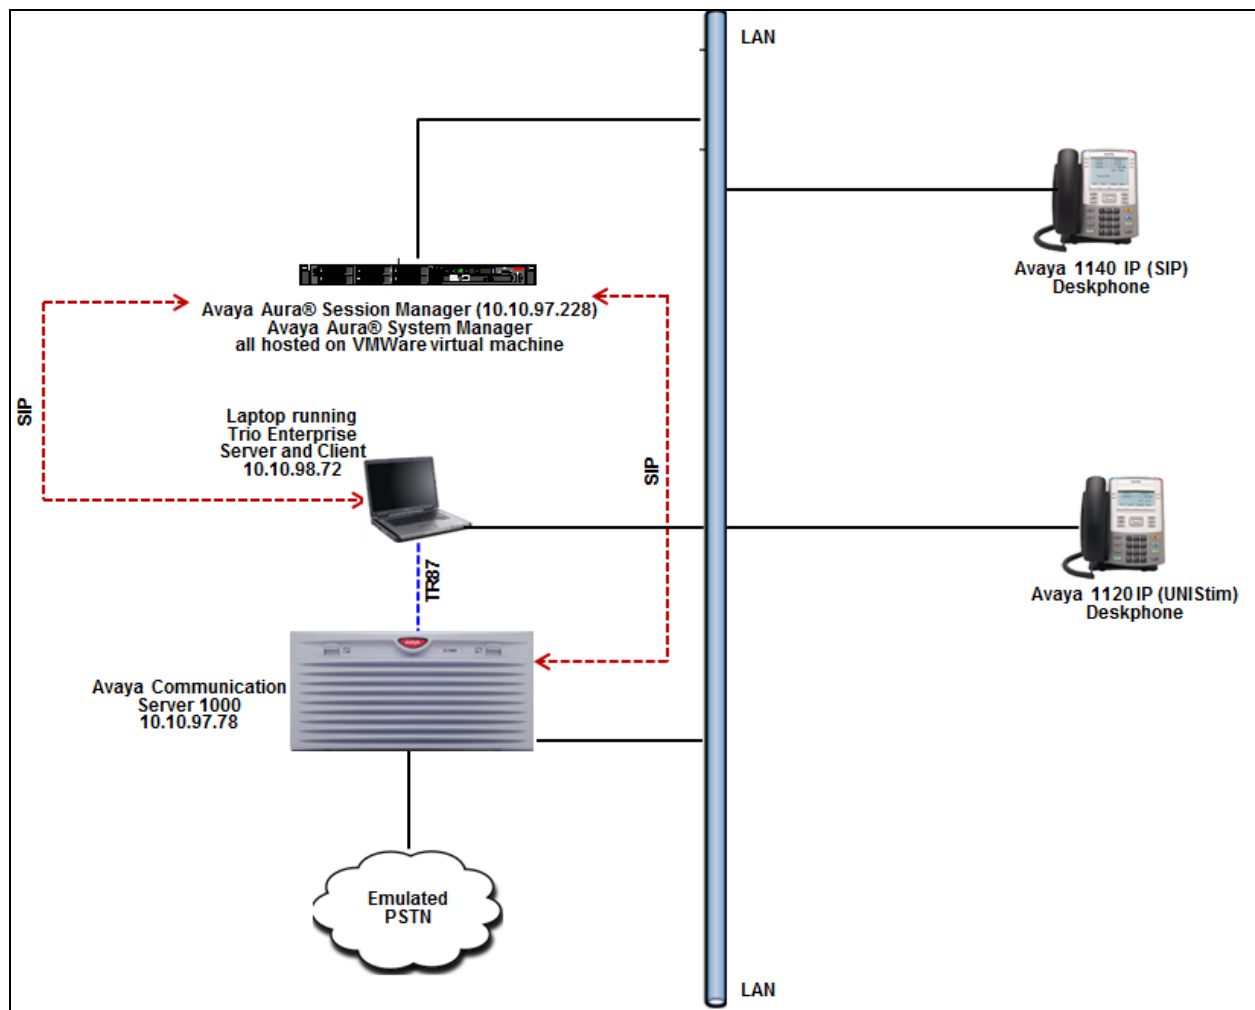 LAN
Avaya 1140 IP (SIP)
Deskphone
Avaya Aura® Session Manager (10.10.97.228)
Avaya Aura® System Manager
all hosted on VMWare virtual machine
SIP
Laptop running
Trio Enterprise
Server and Client
10.10.98.72
SIP
TR87
Avaya 1120 IP (UNIStim)
Deskphone
Avaya Communication
Server 1000
10.10.97.78
Emulated
PSTN
LAN